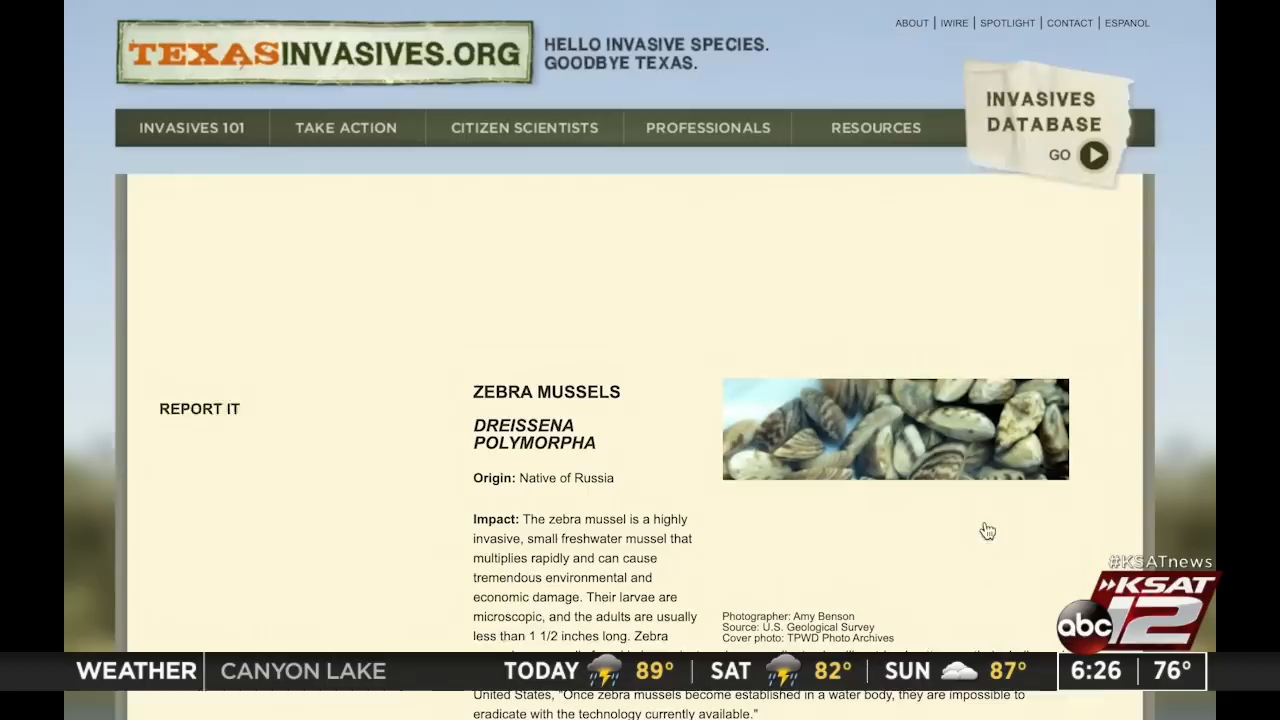 ABOUT | IWIRE | SPOTLIGHT | CONTACT | ESPANOL
TEXASINVASIVES.ORG
HELLO INVASIVE SPECIES.
GOODBYE TEXAS.
INVASIVES DATABASE
GO
INVASIVES 101
TAKE ACTION
CITIZEN SCIENTISTS
PROFESSIONALS
RESOURCES
REPORT IT
ZEBRA MUSSELS
DREISSENA
POLYMORPHA
Origin: Native of Russia
Impact: The zebra mussel is a highly
invasive, small freshwater mussel that
multiplies rapidly and can cause
tremendous environmental and
economic damage. Their larvae are
microscopic, and the adults are usually
less than 1 1/2 inches long. Zebra
Photographer: Amy Benson
Source: U.S. Geological Survey
Cover photo: TPWD Photo Archives
United States, "Once zebra mussels become established in a water body, they are impossible to
eradicate with the technology currently available."
#KSATnews
KSAT
abc 12
WEATHER | CANYON LAKE TODAY 89° | SAT 82° | SUN 87° 6:26 | 76°